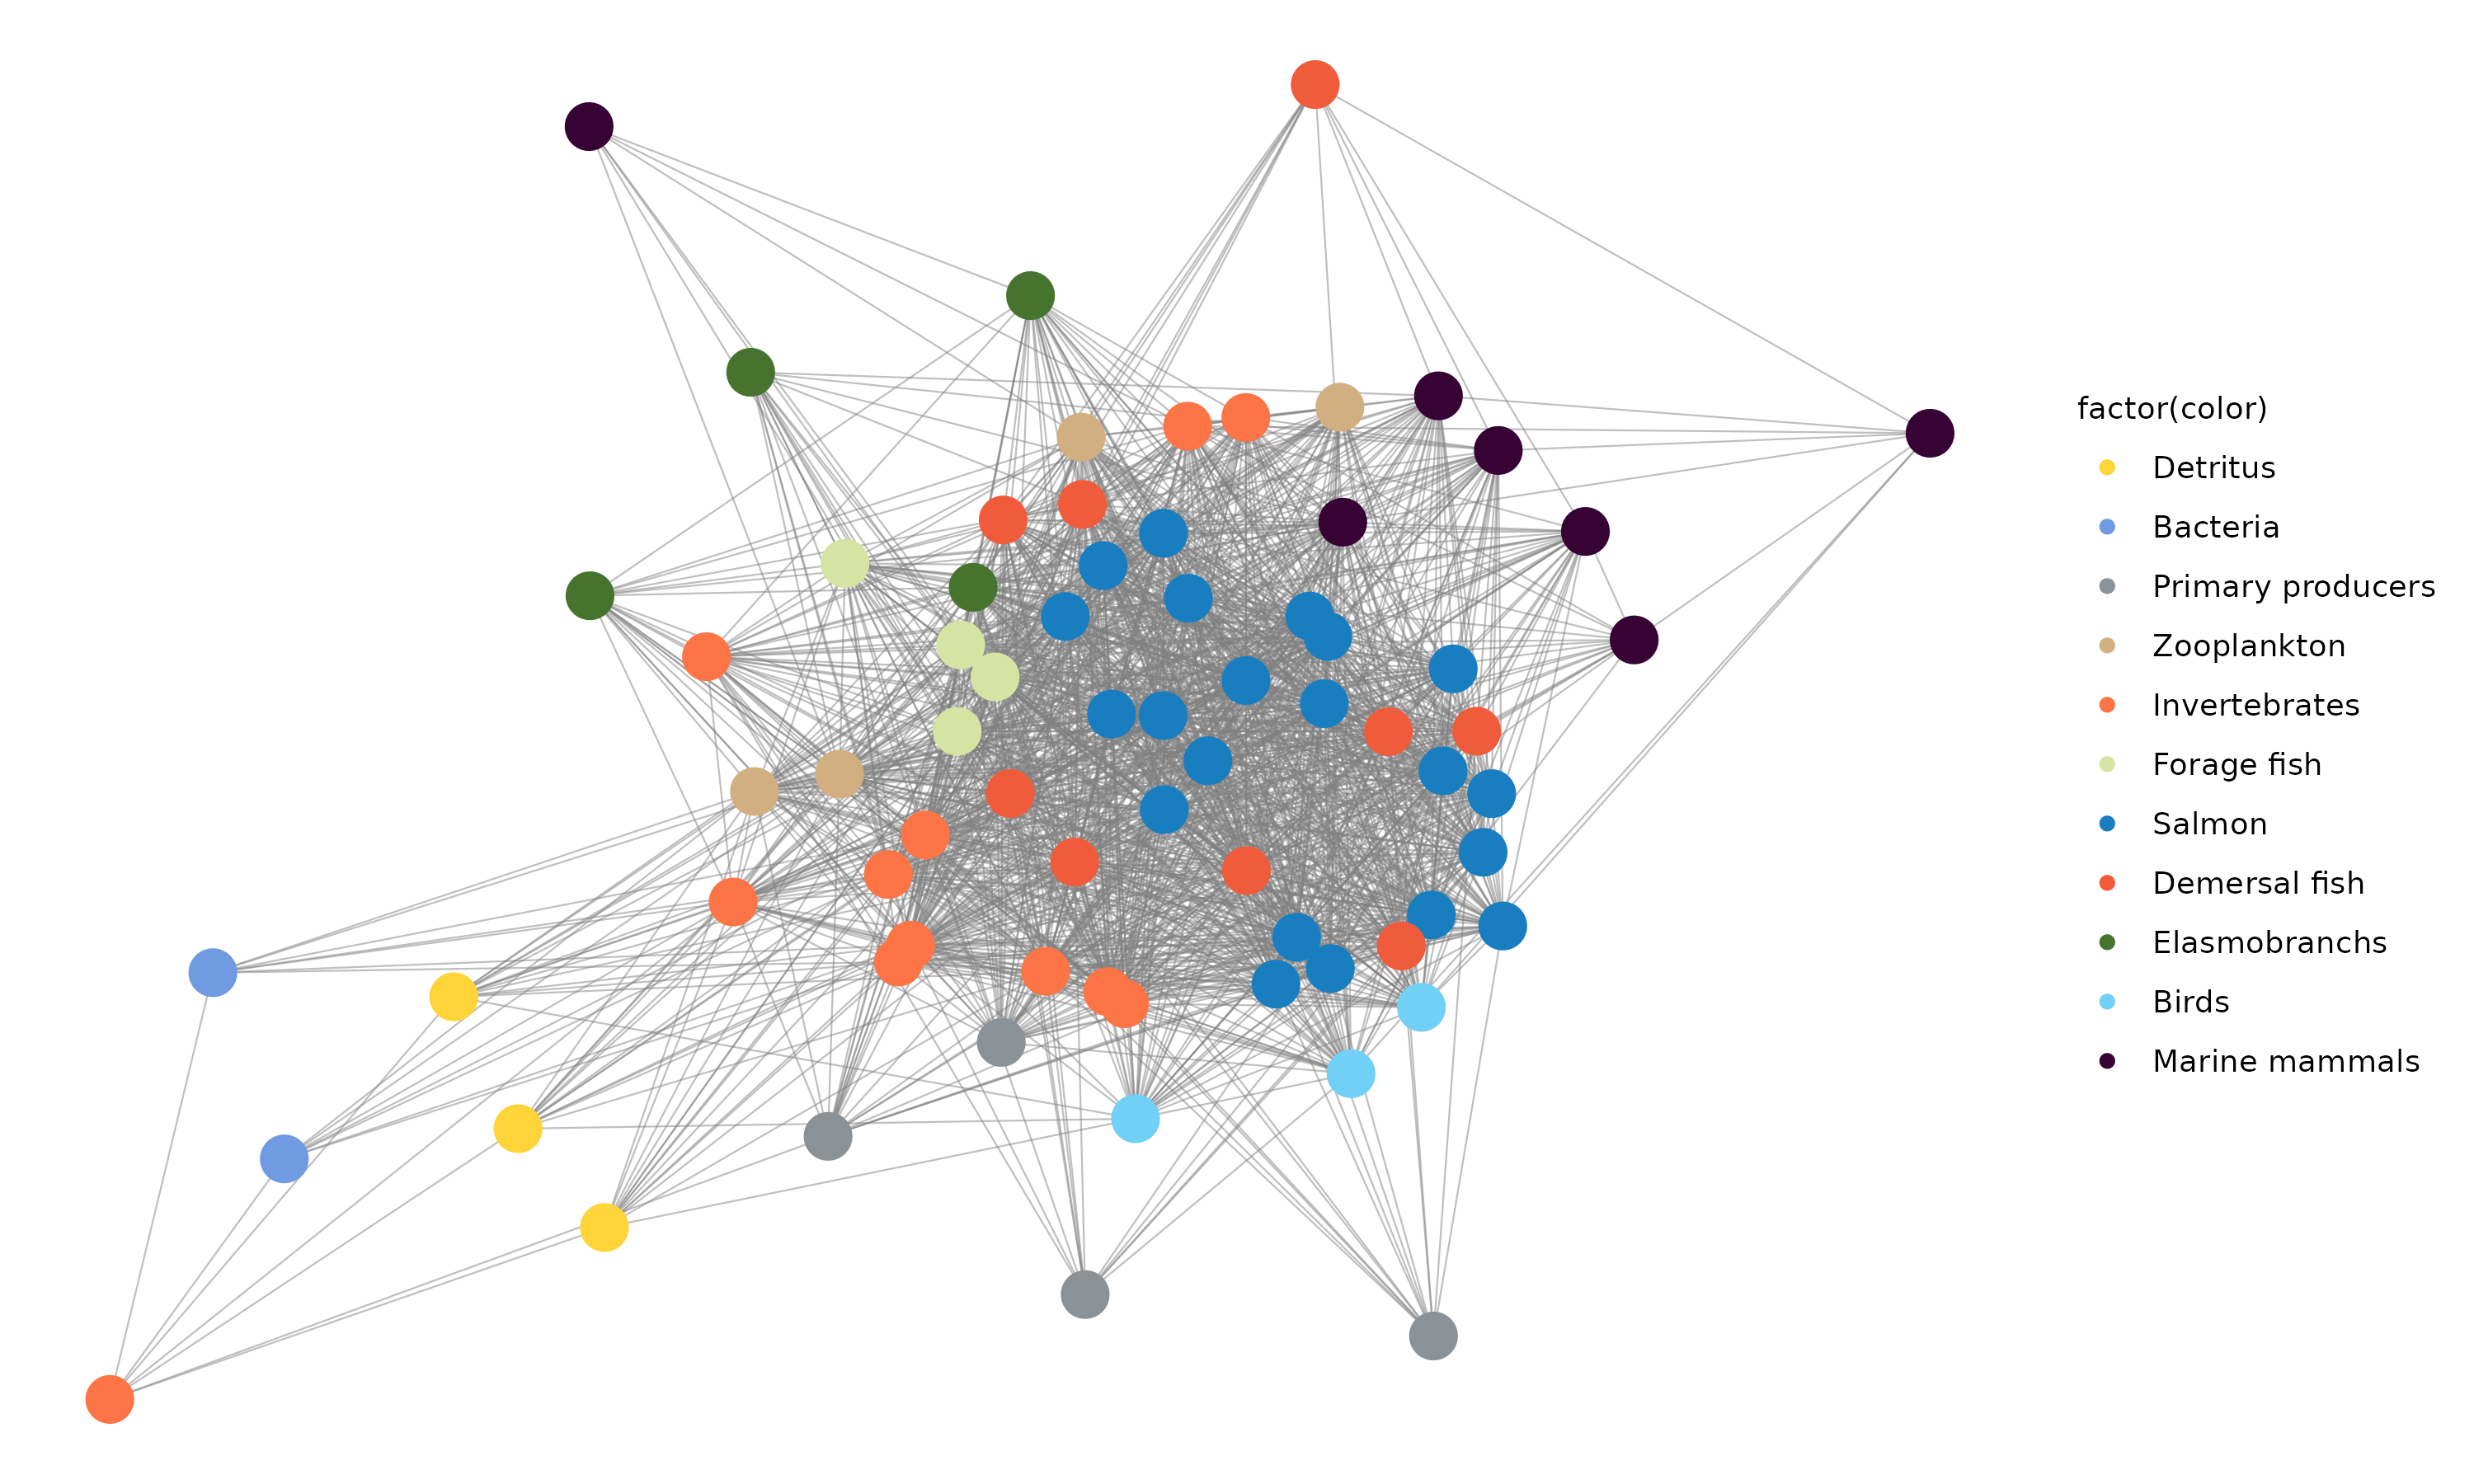 factor(color)
Detritus
Bacteria
Primary producers
Zooplankton
Invertebrates
Forage fish
Salmon
Demersal fish
Elasmobranchs
Birds
Marine mammals